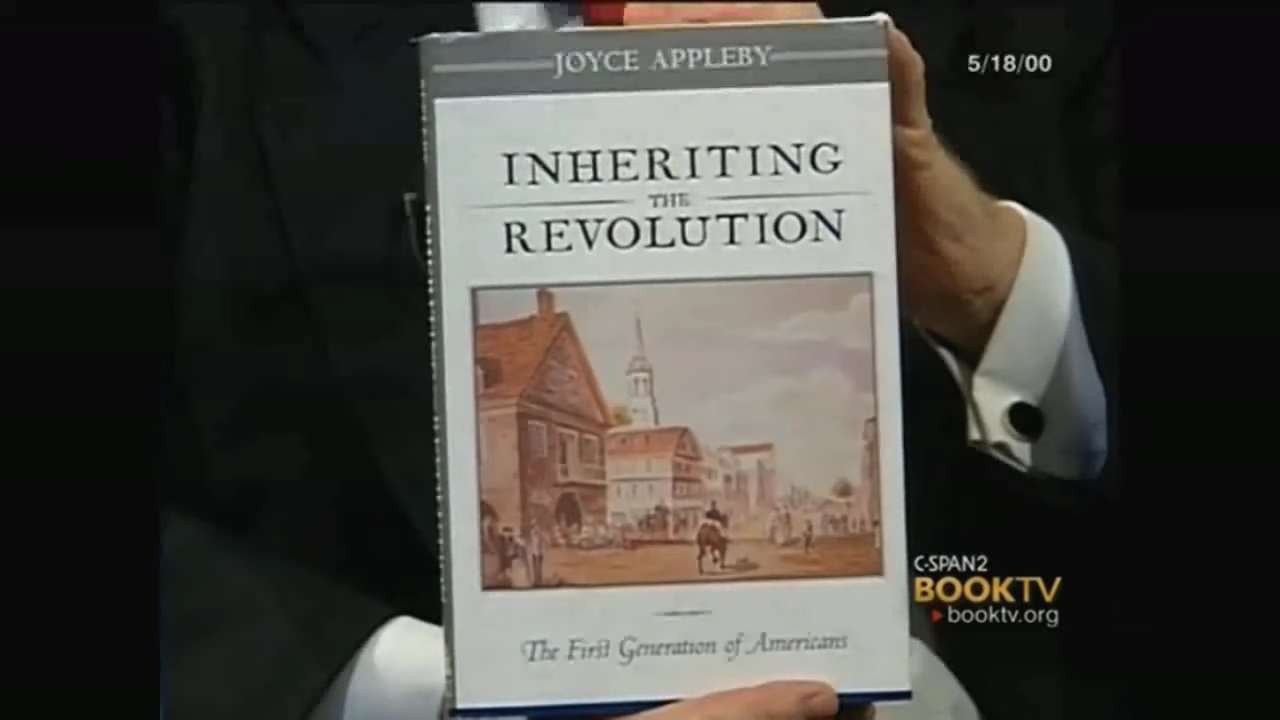 JOYCE APPLEBY
5/18/00
INHERITING
THE
REVOLUTION
The First Generation of Americans
C-SPAN2
BOOKTV
booktv.org